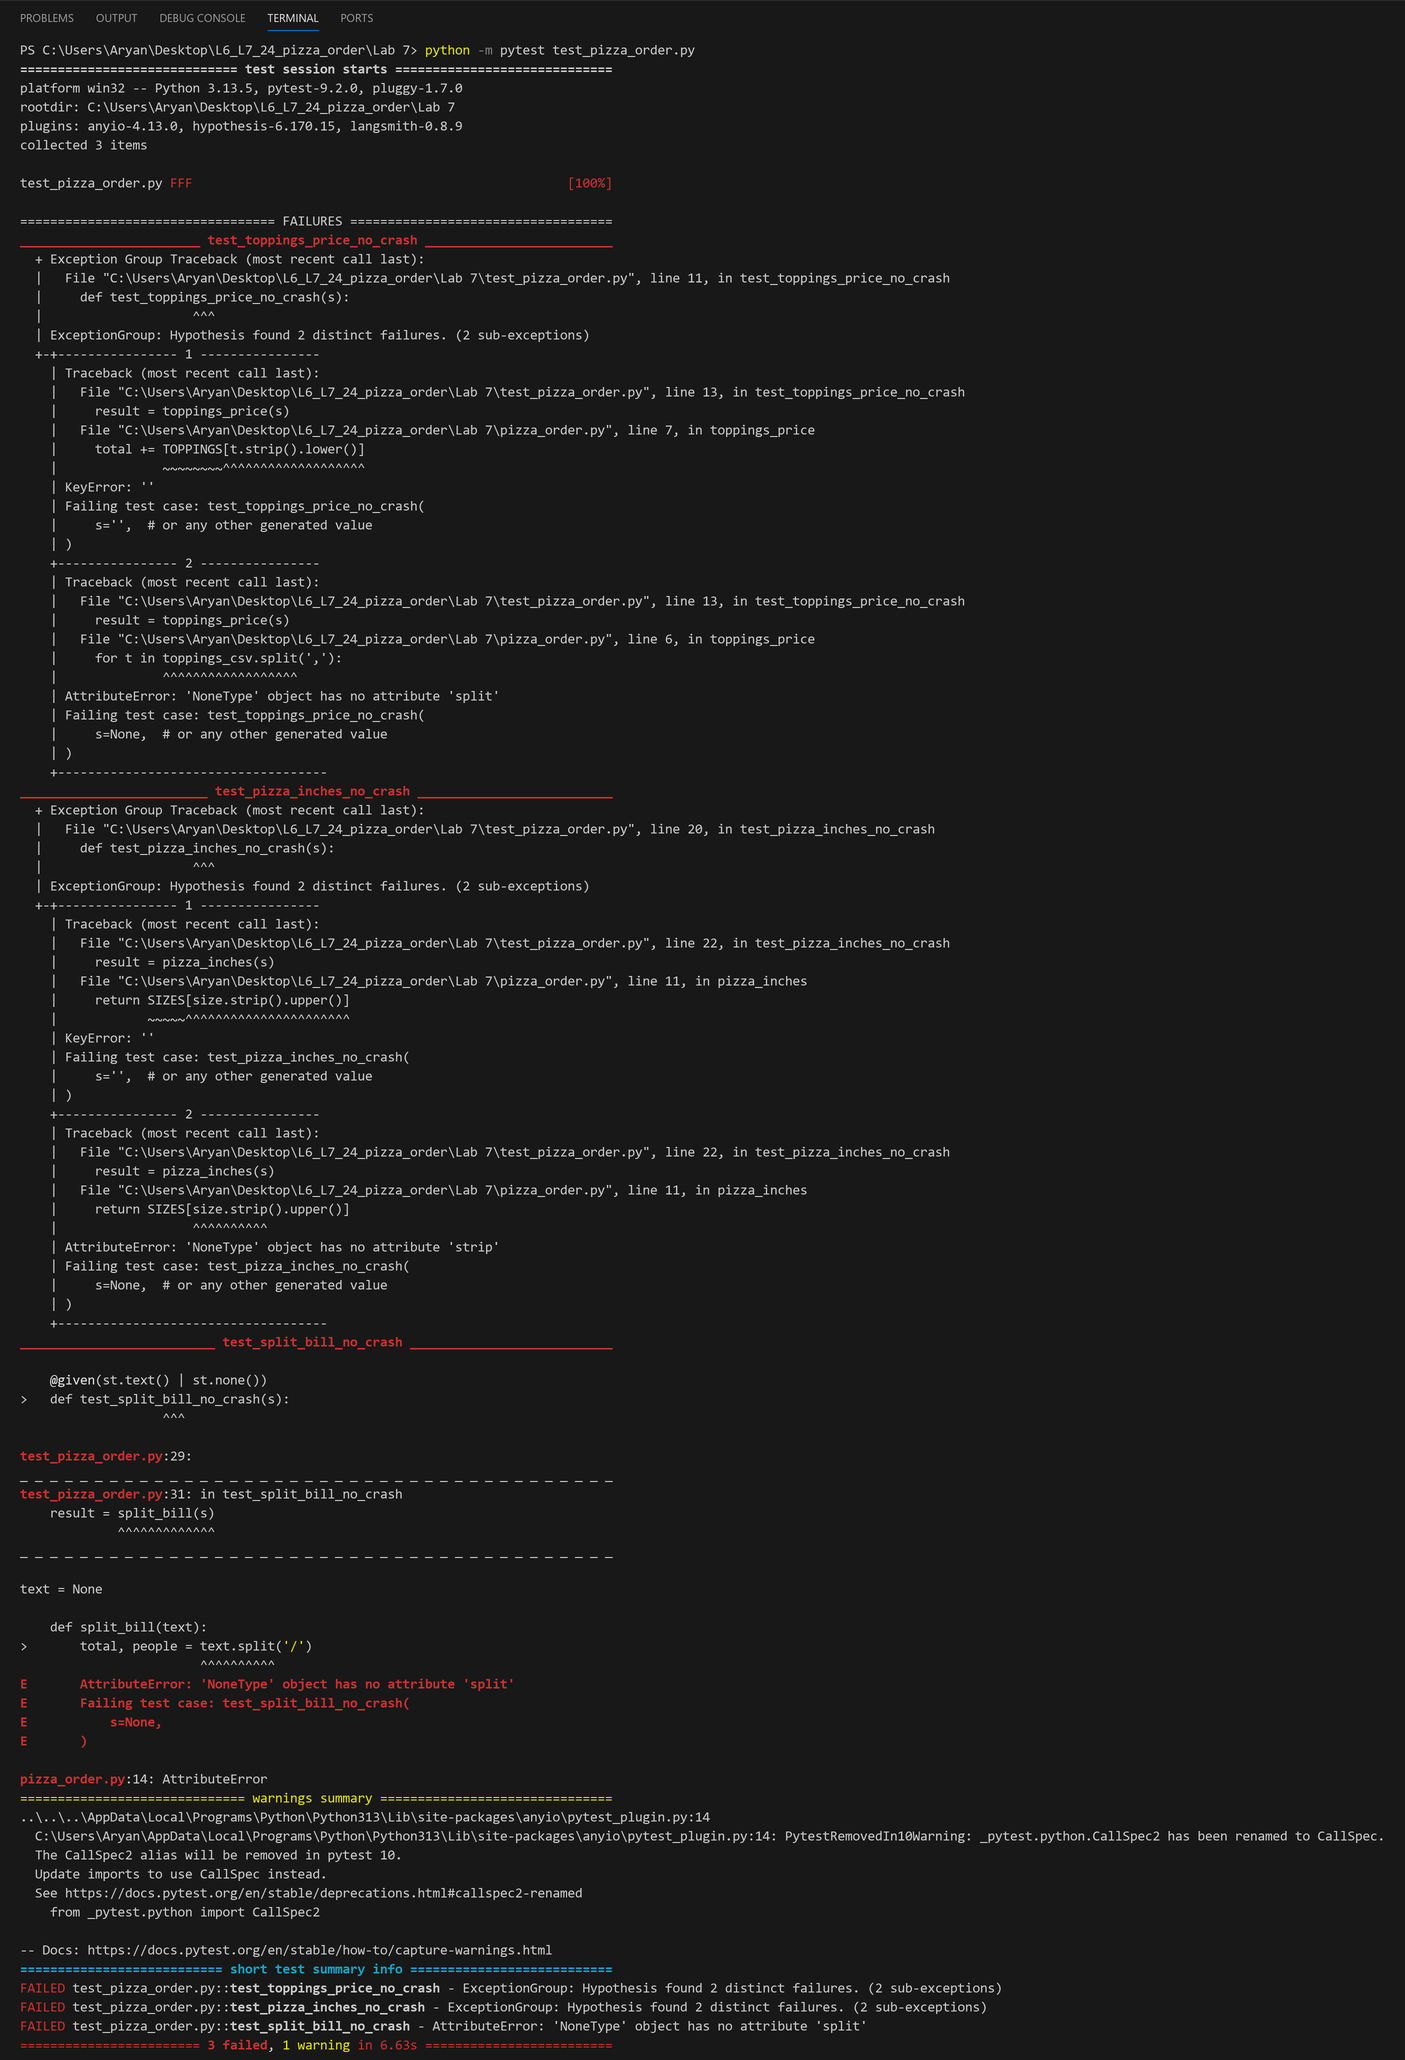 PROBLEMS OUTPUT DEBUG CONSOLE TERMINAL PORTS
PS C:\Users\Aryan\Desktop\L6_L7_24_pizza_order\Lab 7> python -m pytest test_pizza_order.py
============================= test session starts =============================
platform win32 -- Python 3.13.5, pytest-9.2.0, pluggy-1.7.0
rootdir: C:\Users\Aryan\Desktop\L6_L7_24_pizza_order\Lab 7
plugins: anyio-4.13.0, hypothesis-6.170.15, langsmith-0.8.9
collected 3 items

test_pizza_order.py FFF                                                  [100%]

================================== FAILURES ===================================
________________________ test_toppings_price_no_crash _________________________
  + Exception Group Traceback (most recent call last):
  |   File "C:\Users\Aryan\Desktop\L6_L7_24_pizza_order\Lab 7\test_pizza_order.py", line 11, in test_toppings_price_no_crash
  |     def test_toppings_price_no_crash(s):
  |                    ^^^
  | ExceptionGroup: Hypothesis found 2 distinct failures. (2 sub-exceptions)
  +-+---------------- 1 ----------------
    | Traceback (most recent call last):
    |   File "C:\Users\Aryan\Desktop\L6_L7_24_pizza_order\Lab 7\test_pizza_order.py", line 13, in test_toppings_price_no_crash
    |     result = toppings_price(s)
    |   File "C:\Users\Aryan\Desktop\L6_L7_24_pizza_order\Lab 7\pizza_order.py", line 7, in toppings_price
    |     total += TOPPINGS[t.strip().lower()]
    |              ~~~~~~~~^^^^^^^^^^^^^^^^^^^
    | KeyError: ''
    | Failing test case: test_toppings_price_no_crash(
    |     s='',  # or any other generated value
    | )
    +---------------- 2 ----------------
    | Traceback (most recent call last):
    |   File "C:\Users\Aryan\Desktop\L6_L7_24_pizza_order\Lab 7\test_pizza_order.py", line 13, in test_toppings_price_no_crash
    |     result = toppings_price(s)
    |   File "C:\Users\Aryan\Desktop\L6_L7_24_pizza_order\Lab 7\pizza_order.py", line 6, in toppings_price
    |     for t in toppings_csv.split(','):
    |              ^^^^^^^^^^^^^^^^^^
    | AttributeError: 'NoneType' object has no attribute 'split'
    | Failing test case: test_toppings_price_no_crash(
    |     s=None,  # or any other generated value
    | )
    +------------------------------------
_________________________ test_pizza_inches_no_crash __________________________
  + Exception Group Traceback (most recent call last):
  |   File "C:\Users\Aryan\Desktop\L6_L7_24_pizza_order\Lab 7\test_pizza_order.py", line 20, in test_pizza_inches_no_crash
  |     def test_pizza_inches_no_crash(s):
  |                    ^^^
  | ExceptionGroup: Hypothesis found 2 distinct failures. (2 sub-exceptions)
  +-+---------------- 1 ----------------
    | Traceback (most recent call last):
    |   File "C:\Users\Aryan\Desktop\L6_L7_24_pizza_order\Lab 7\test_pizza_order.py", line 22, in test_pizza_inches_no_crash
    |     result = pizza_inches(s)
    |   File "C:\Users\Aryan\Desktop\L6_L7_24_pizza_order\Lab 7\pizza_order.py", line 11, in pizza_inches
    |     return SIZES[size.strip().upper()]
    |            ~~~~~^^^^^^^^^^^^^^^^^^^^^^
    | KeyError: ''
    | Failing test case: test_pizza_inches_no_crash(
    |     s='',  # or any other generated value
    | )
    +---------------- 2 ----------------
    | Traceback (most recent call last):
    |   File "C:\Users\Aryan\Desktop\L6_L7_24_pizza_order\Lab 7\test_pizza_order.py", line 22, in test_pizza_inches_no_crash
    |     result = pizza_inches(s)
    |   File "C:\Users\Aryan\Desktop\L6_L7_24_pizza_order\Lab 7\pizza_order.py", line 11, in pizza_inches
    |     return SIZES[size.strip().upper()]
    |                  ^^^^^^^^^^
    | AttributeError: 'NoneType' object has no attribute 'strip'
    | Failing test case: test_pizza_inches_no_crash(
    |     s=None,  # or any other generated value
    | )
    +------------------------------------
__________________________ test_split_bill_no_crash ___________________________

    @given(st.text() | st.none())
>   def test_split_bill_no_crash(s):
                   ^^^

test_pizza_order.py:29:
_ _ _ _ _ _ _ _ _ _ _ _ _ _ _ _ _ _ _ _ _ _ _ _ _ _ _ _ _ _ _ _ _ _ _ _ _ _ _ _
test_pizza_order.py:31: in test_split_bill_no_crash
    result = split_bill(s)
             ^^^^^^^^^^^^^
_ _ _ _ _ _ _ _ _ _ _ _ _ _ _ _ _ _ _ _ _ _ _ _ _ _ _ _ _ _ _ _ _ _ _ _ _ _ _ _

text = None

    def split_bill(text):
>       total, people = text.split('/')
                        ^^^^^^^^^^
E       AttributeError: 'NoneType' object has no attribute 'split'
E       Failing test case: test_split_bill_no_crash(
E           s=None,
E       )

pizza_order.py:14: AttributeError
============================== warnings summary ===============================
..\..\..\AppData\Local\Programs\Python\Python313\Lib\site-packages\anyio\pytest_plugin.py:14
  C:\Users\Aryan\AppData\Local\Programs\Python\Python313\Lib\site-packages\anyio\pytest_plugin.py:14: PytestRemovedIn10Warning: _pytest.python.CallSpec2 has been renamed to CallSpec.
  The CallSpec2 alias will be removed in pytest 10.
  Update imports to use CallSpec instead.
  See https://docs.pytest.org/en/stable/deprecations.html#callspec2-renamed
    from _pytest.python import CallSpec2

-- Docs: https://docs.pytest.org/en/stable/how-to/capture-warnings.html
=========================== short test summary info ===========================
FAILED test_pizza_order.py::test_toppings_price_no_crash - ExceptionGroup: Hypothesis found 2 distinct failures. (2 sub-exceptions)
FAILED test_pizza_order.py::test_pizza_inches_no_crash - ExceptionGroup: Hypothesis found 2 distinct failures. (2 sub-exceptions)
FAILED test_pizza_order.py::test_split_bill_no_crash - AttributeError: 'NoneType' object has no attribute 'split'
======================== 3 failed, 1 warning in 6.63s =========================